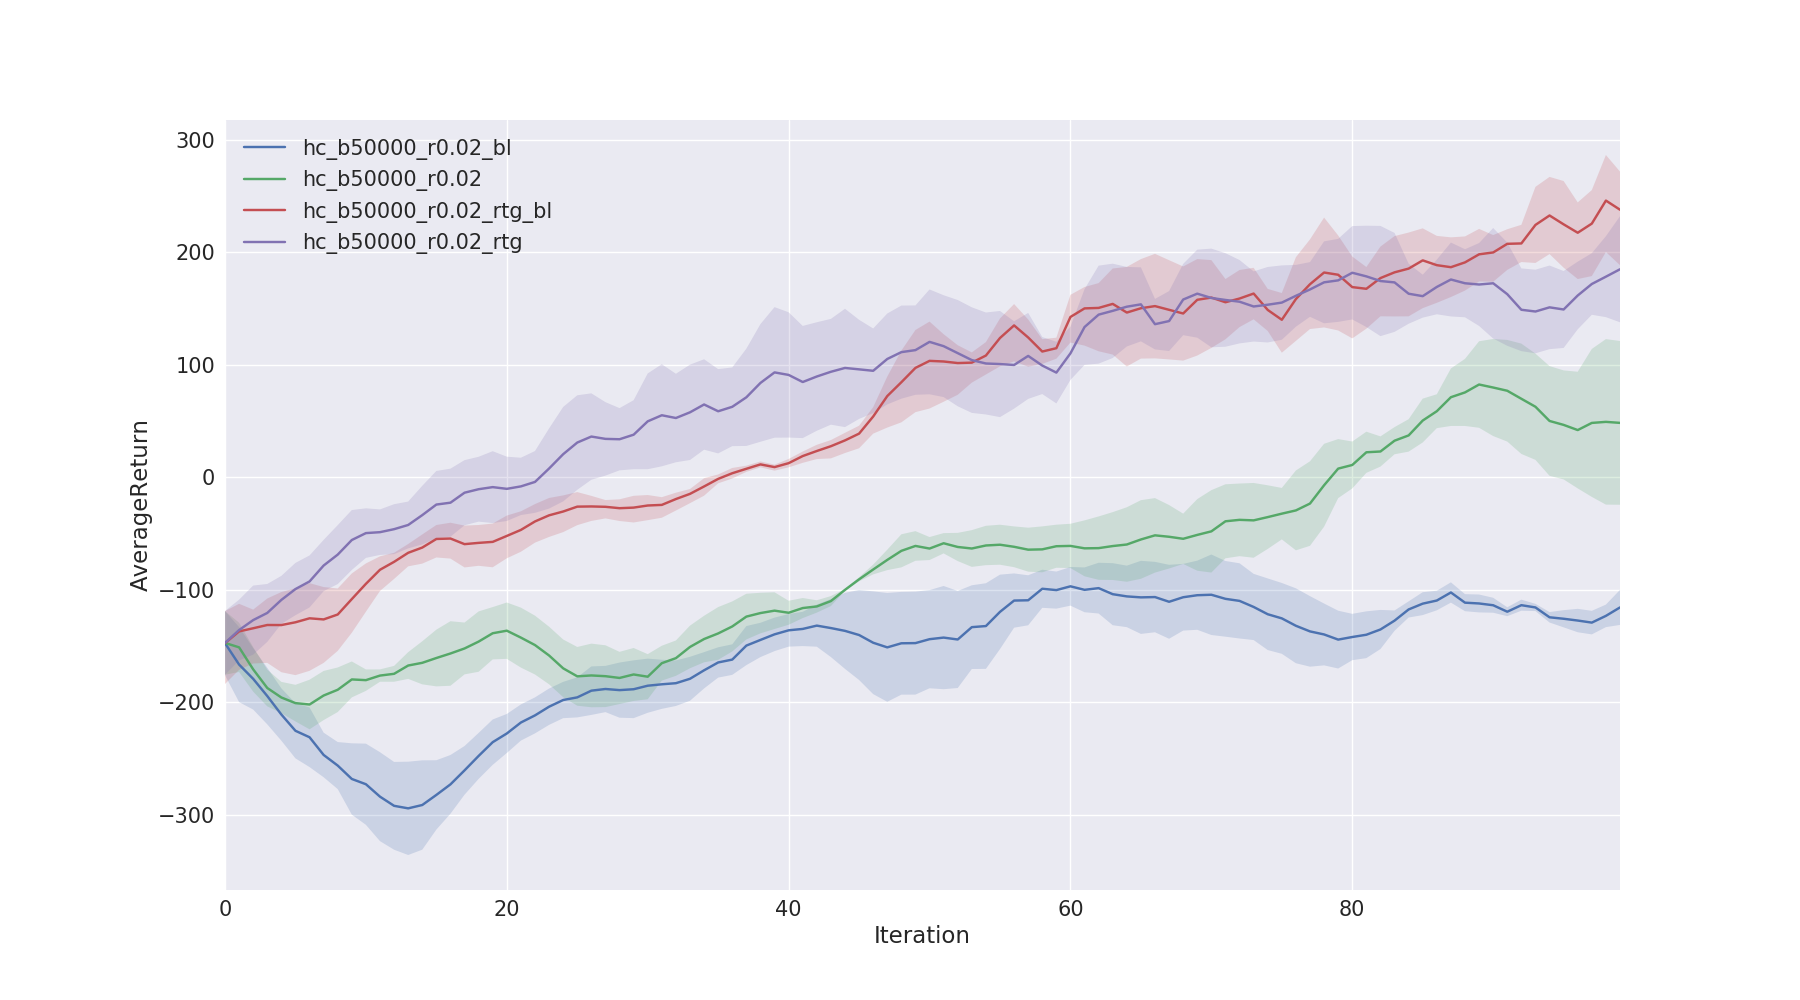 300
200
100
0
−100
−200
−300
AverageReturn
hc_b50000_r0.02_bl
hc_b50000_r0.02
hc_b50000_r0.02_rtg_bl
hc_b50000_r0.02_rtg
0 20 40 60 80
Iteration